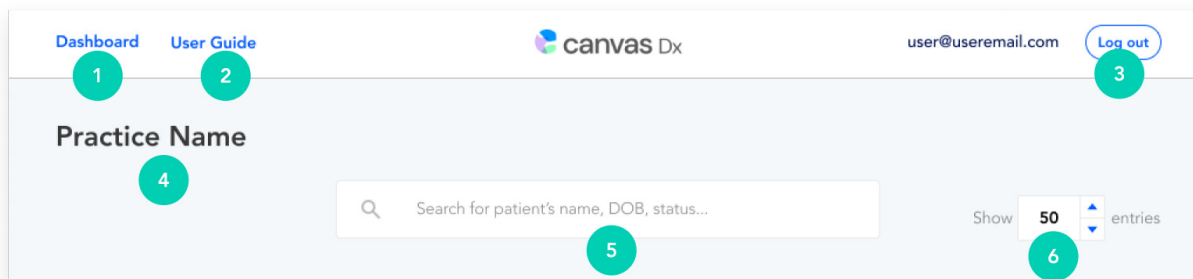 Dashboard User Guide canvas Dx user@useremail.com Log out
1 2 3
Practice Name
4
Search for patient's name, DOB, status... Show 50 entries
5 6